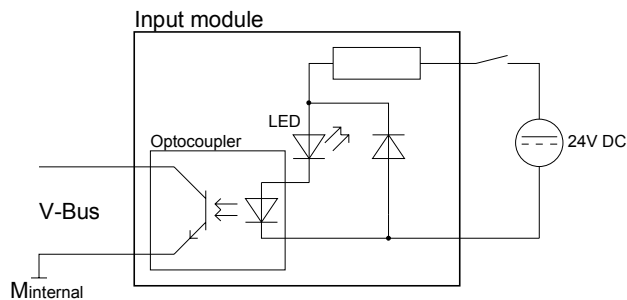 Input module
LED
Optocoupler
24V DC
V-Bus
Minternal